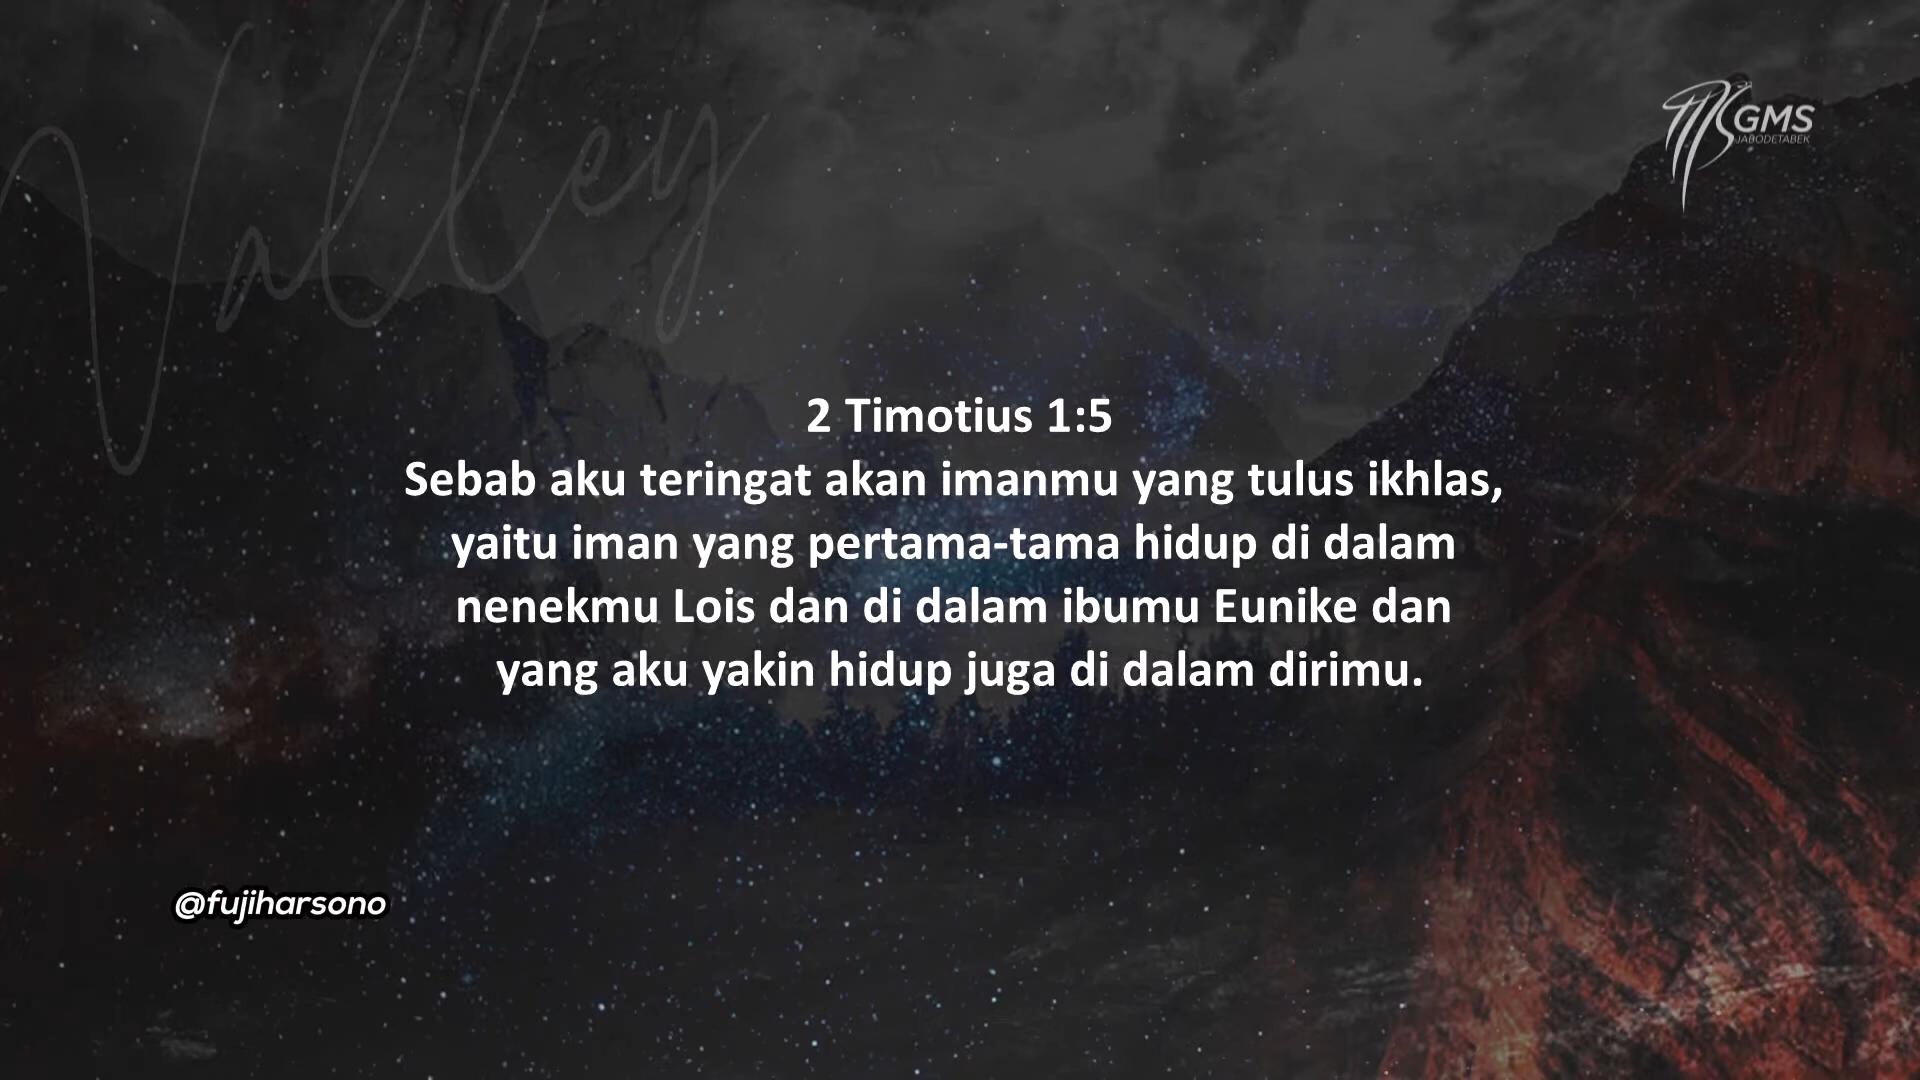 Valley
GMS
JABODETABEK
2 Timotius 1:5
Sebab aku teringat akan imanmu yang tulus ikhlas,
yaitu iman yang pertama-tama hidup di dalam
nenekmu Lois dan di dalam ibumu Eunike dan
yang aku yakin hidup juga di dalam dirimu.
@fujiharsono